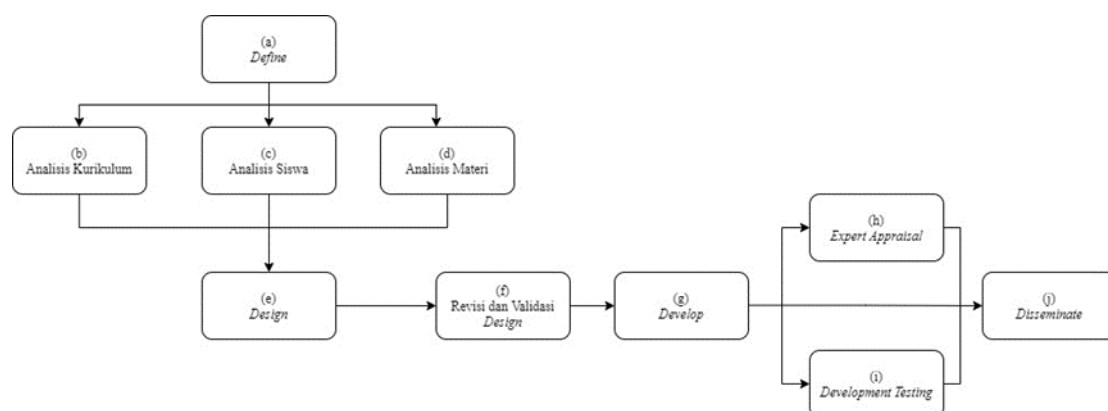 (a)
Define
(b)
Analisis Kurikulum
(c)
Analisis Siswa
(d)
Analisis Materi
(e)
Design
(f)
Revisi dan Validasi
Design
(g)
Develop
(h)
Expert Appraisal
(i)
Development Testing
(j)
Disseminate